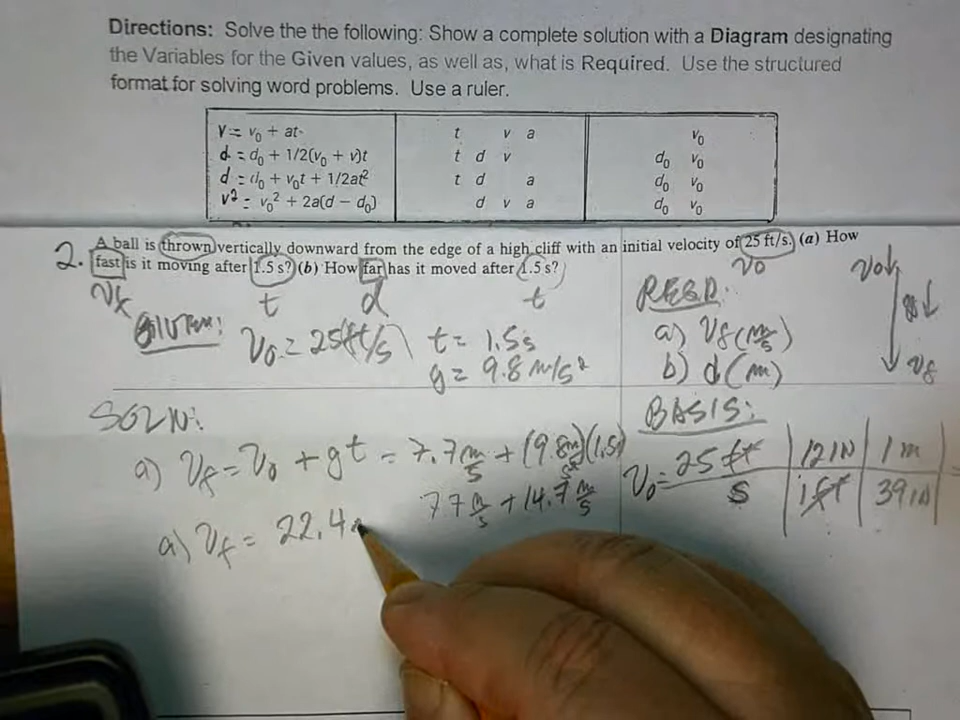 Directions: Solve the the following: Show a complete solution with a Diagram designating
the Variables for the Given values, as well as, what is Required. Use the structured
format for solving word problems. Use a ruler.
v = v₀ + at t v a v₀
d = d₀ + 1/2(v₀ + v)t t d v d₀ v₀
d = d₀ + v₀t + 1/2at² t d a d₀ v₀
v² = v₀² + 2a(d − d₀) d v a d₀ v₀
2. A ball is thrown vertically downward from the edge of a high cliff with an initial velocity of 25 ft/s. (a) How
fast is it moving after 1.5 s? (b) How far has it moved after 1.5 s?
Vf t d t V₀
V₀ = 25(ft/s) t = 1.5s
g = 9.8 m/s²
REQD:
a) Vf (m/s)
b) d (m)
V₀↓
g↓
Vf
SOLN:
a) Vf = V₀ + gt = 7.7 m/s + (9.8 m/s²)(1.5)
7.7 m/s + 14.7 m/s
a) Vf = 22.4
BASIS:
V₀ = 25 ft | 12 IN | 1 m =
s | 1 ft | 39 IN